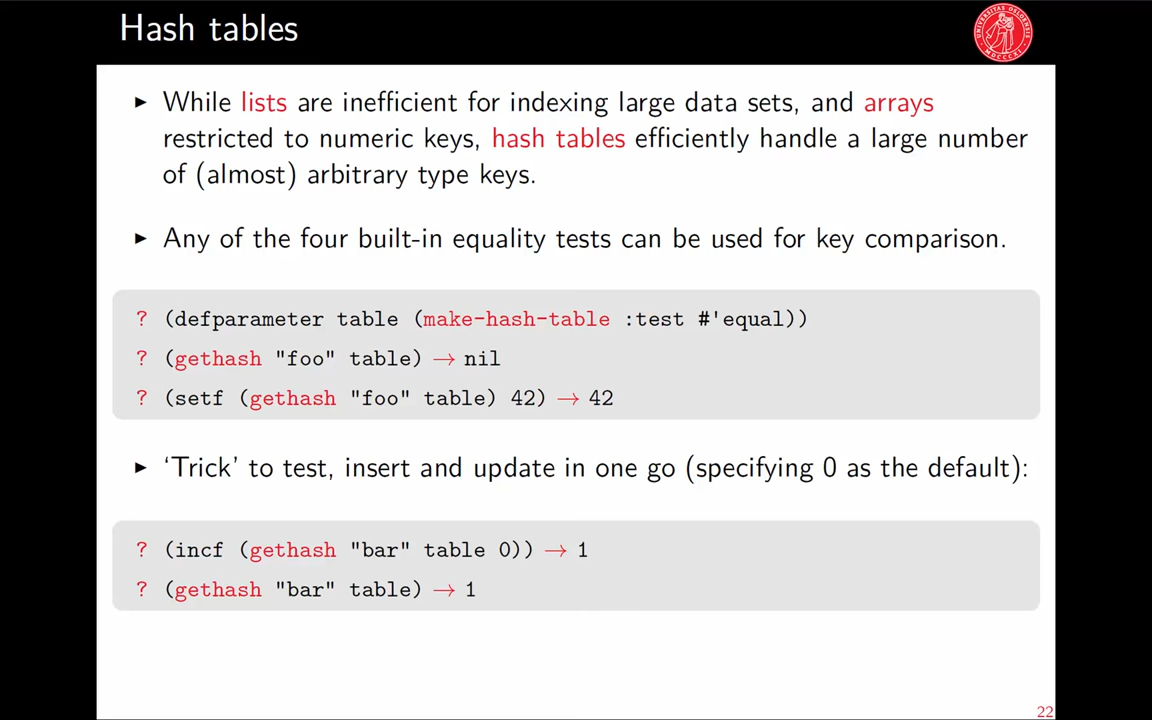 Hash tables
UNIVERSITAS OSLOENSIS
MDCCCXI
► While lists are inefficient for indexing large data sets, and arrays
restricted to numeric keys, hash tables efficiently handle a large number
of (almost) arbitrary type keys.
► Any of the four built-in equality tests can be used for key comparison.
? (defparameter table (make-hash-table :test #'equal))
? (gethash "foo" table) → nil
? (setf (gethash "foo" table) 42) → 42
► ‘Trick’ to test, insert and update in one go (specifying 0 as the default):
? (incf (gethash "bar" table 0)) → 1
? (gethash "bar" table) → 1
22